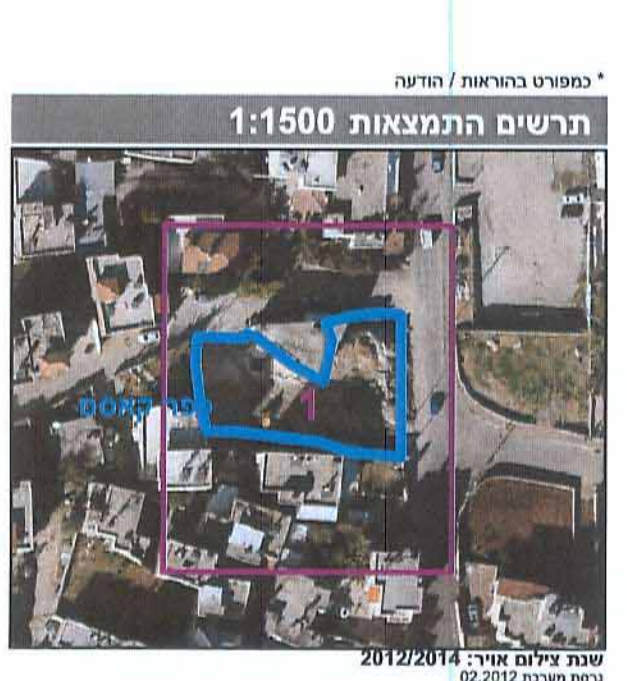 * כמפורט בהוראות / הודעה
תרשים התמצאות 1:1500
כפר קאסם
1
שנת צילום אויר: 2012/2014
גרסת מערכת 02.2012